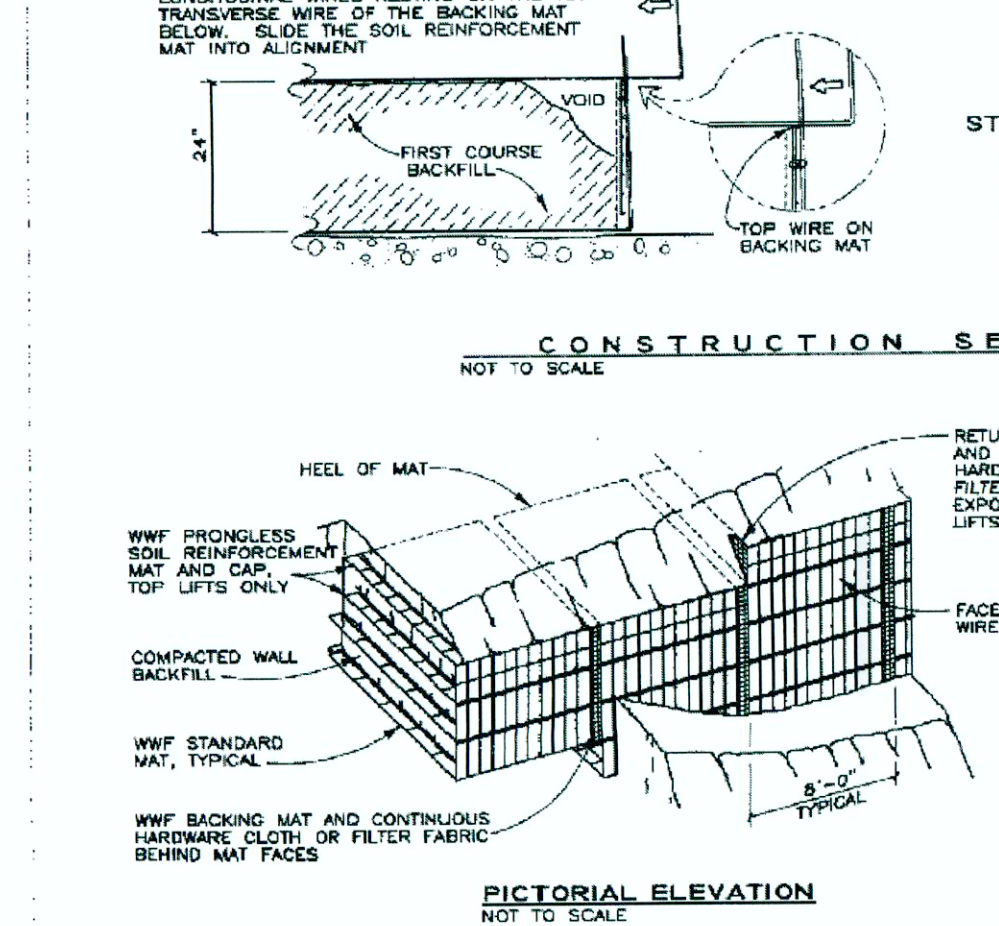 TRANSVERSE WIRE OF THE BACKING MAT
BELOW. SLIDE THE SOIL REINFORCEMENT
MAT INTO ALIGNMENT
24"
VOID
FIRST COURSE
BACKFILL
TOP WIRE ON
BACKING MAT
ST
CONSTRUCTION SE
NOT TO SCALE
HEEL OF MAT
RETU
AND
HARD
FILTE
EXPO
LIFTS
WWF PRONGLESS
SOIL REINFORCEMENT
MAT AND CAP,
TOP LIFTS ONLY
FACE
WIRE
COMPACTED WALL
BACKFILL
WWF STANDARD
MAT, TYPICAL
8'-0"
TYPICAL
WWF BACKING MAT AND CONTINUOUS
HARDWARE CLOTH OR FILTER FABRIC
BEHIND MAT FACES
PICTORIAL ELEVATION
NOT TO SCALE